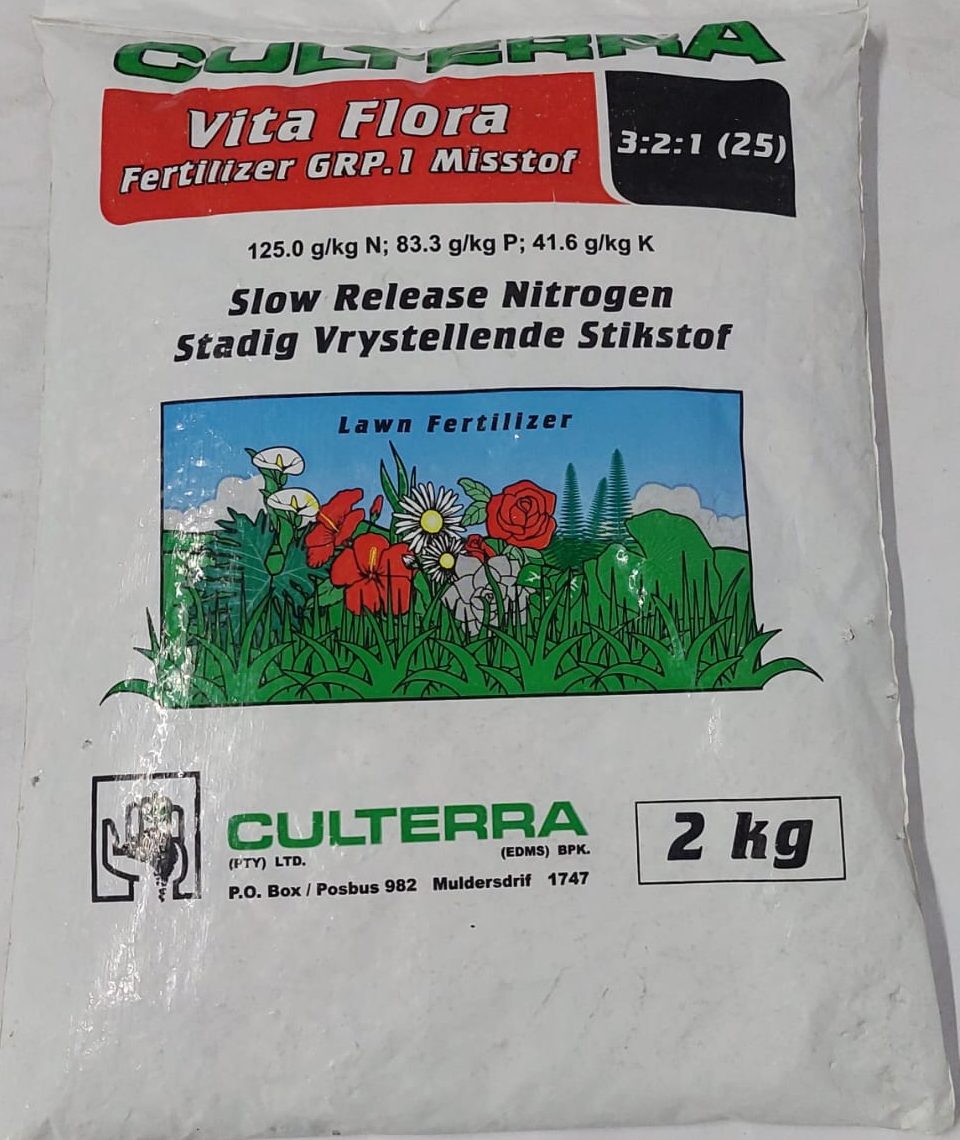 CULTERRA
Vita Flora
Fertilizer GRP.1 Misstof
3:2:1 (25)
125.0 g/kg N; 83.3 g/kg P; 41.6 g/kg K
Slow Release Nitrogen
Stadig Vrystellende Stikstof
Lawn Fertilizer
CULTERRA
(PTY) LTD. (EDMS) BPK.
P.O. Box / Posbus 982 Muldersdrif 1747
2 kg